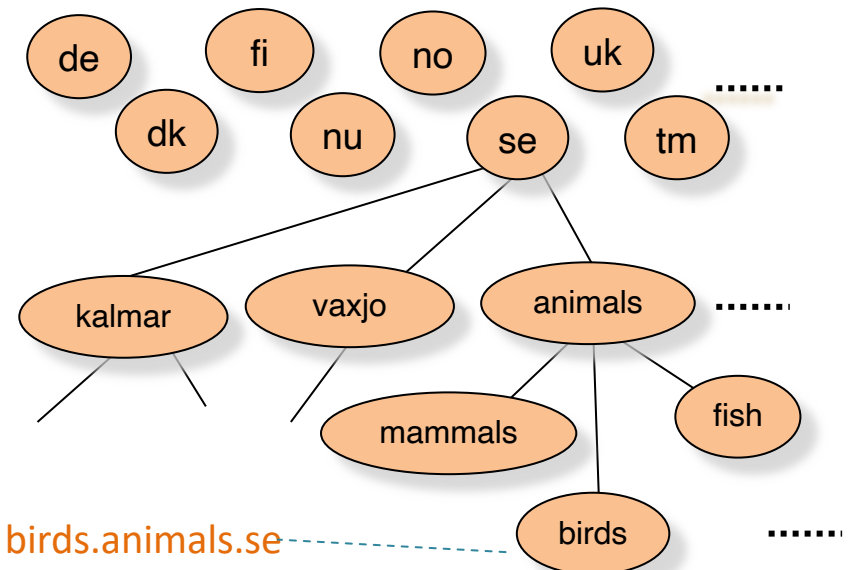 de
fi
no
uk
........
dk
nu
se
tm
kalmar
vaxjo
animals
........
mammals
fish
birds.animals.se
birds
........